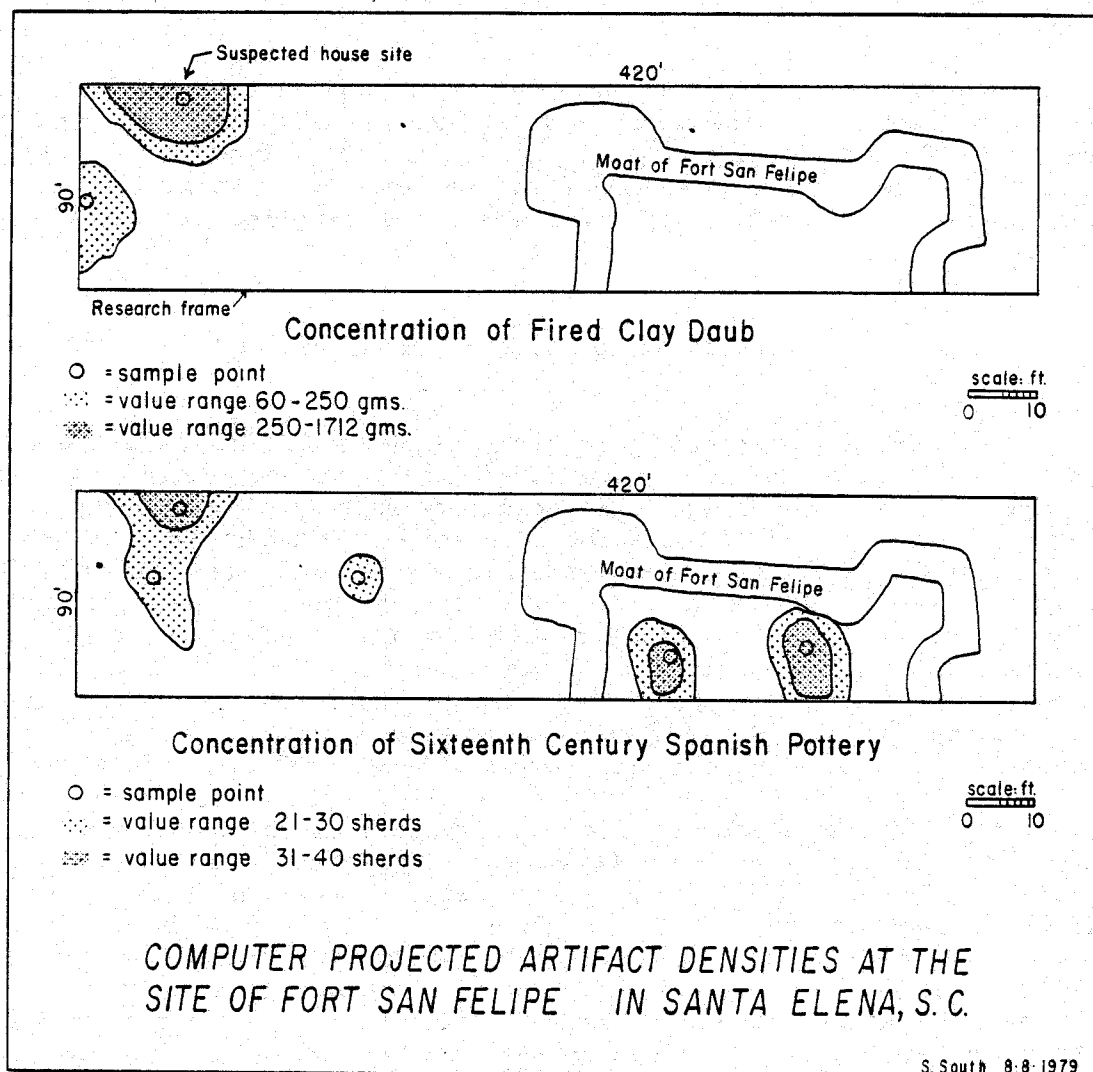 Suspected house site
420'
Moat of Fort San Felipe
90'
Research frame
Concentration of Fired Clay Daub
O = sample point
= value range 60-250 gms.
= value range 250-1712 gms.
scale: ft.
0 10
420'
Moat of Fort San Felipe
90'
Concentration of Sixteenth Century Spanish Pottery
O = sample point
= value range 21-30 sherds
= value range 31-40 sherds
scale: ft.
0 10
COMPUTER PROJECTED ARTIFACT DENSITIES AT THE
SITE OF FORT SAN FELIPE IN SANTA ELENA, S. C.
S. South 8-8-1979